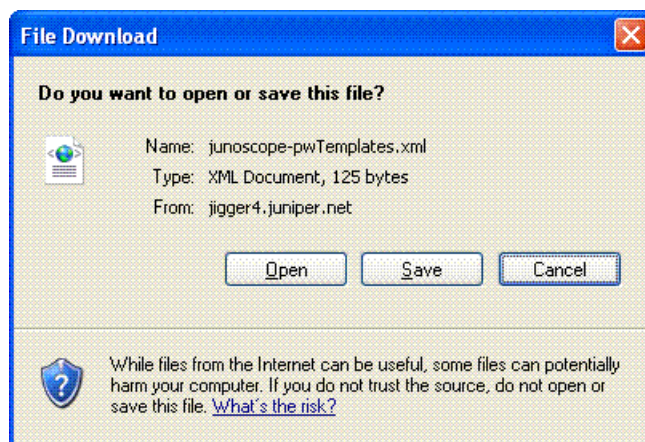 File Download
Do you want to open or save this file?
Name: junoscope-pwTemplates.xml
Type: XML Document, 125 bytes
From: jigger4.juniper.net
Open Save Cancel
While files from the Internet can be useful, some files can potentially
harm your computer. If you do not trust the source, do not open or
save this file. What's the risk?